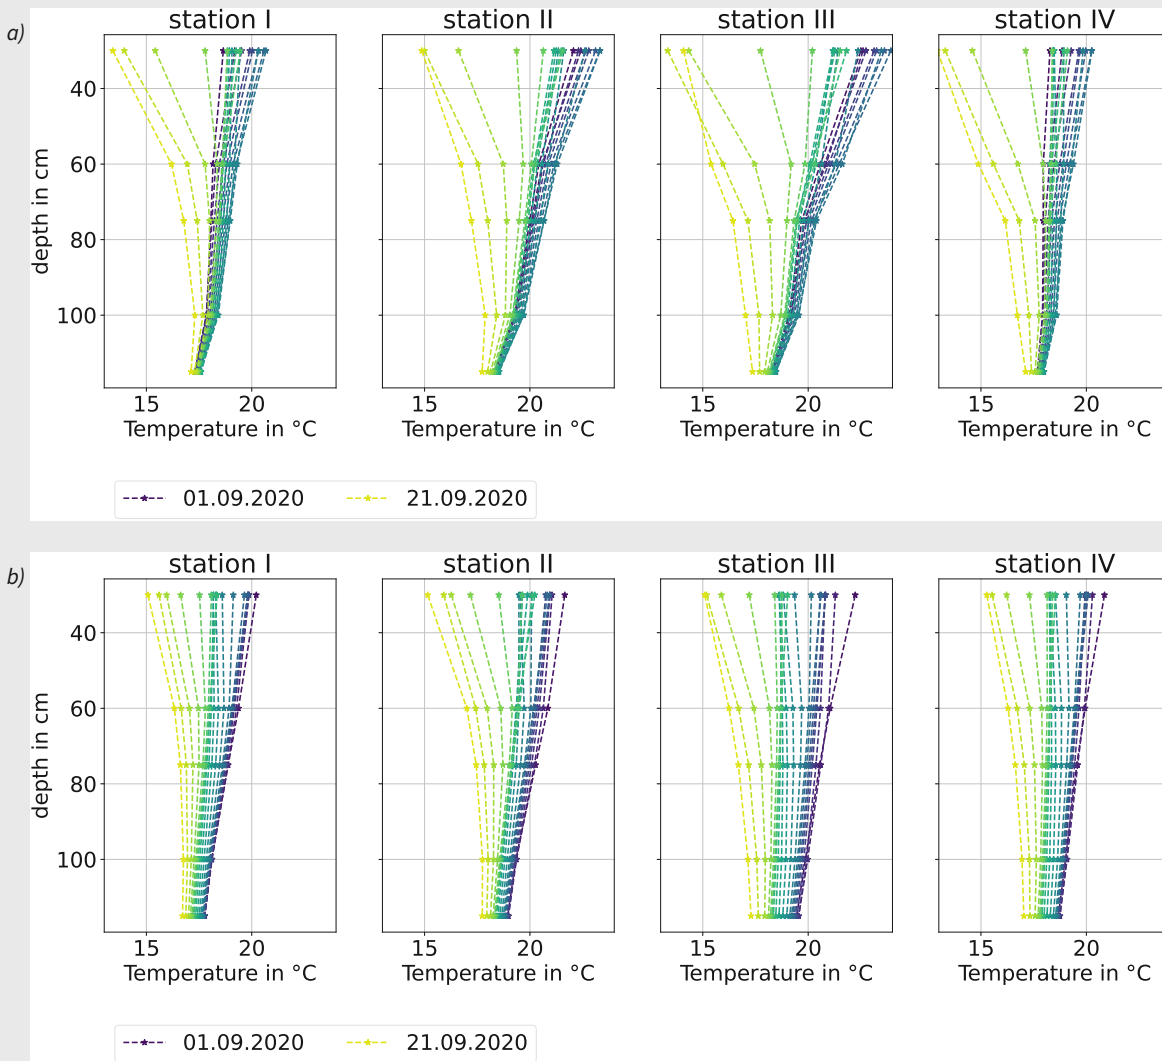 a)
station I
station II
station III
station IV
depth in cm
40
60
80
100
15
20
15
20
15
20
15
20
Temperature in °C
Temperature in °C
Temperature in °C
Temperature in °C
01.09.2020
21.09.2020
b)
station I
station II
station III
station IV
depth in cm
40
60
80
100
15
20
15
20
15
20
15
20
Temperature in °C
Temperature in °C
Temperature in °C
Temperature in °C
01.09.2020
21.09.2020